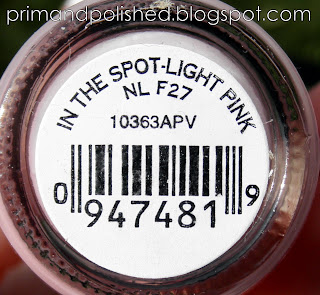 primandpolished.blogspot.com
IN THE SPOT-LIGHT PINK
NL F27
10363APV
0 947481 9